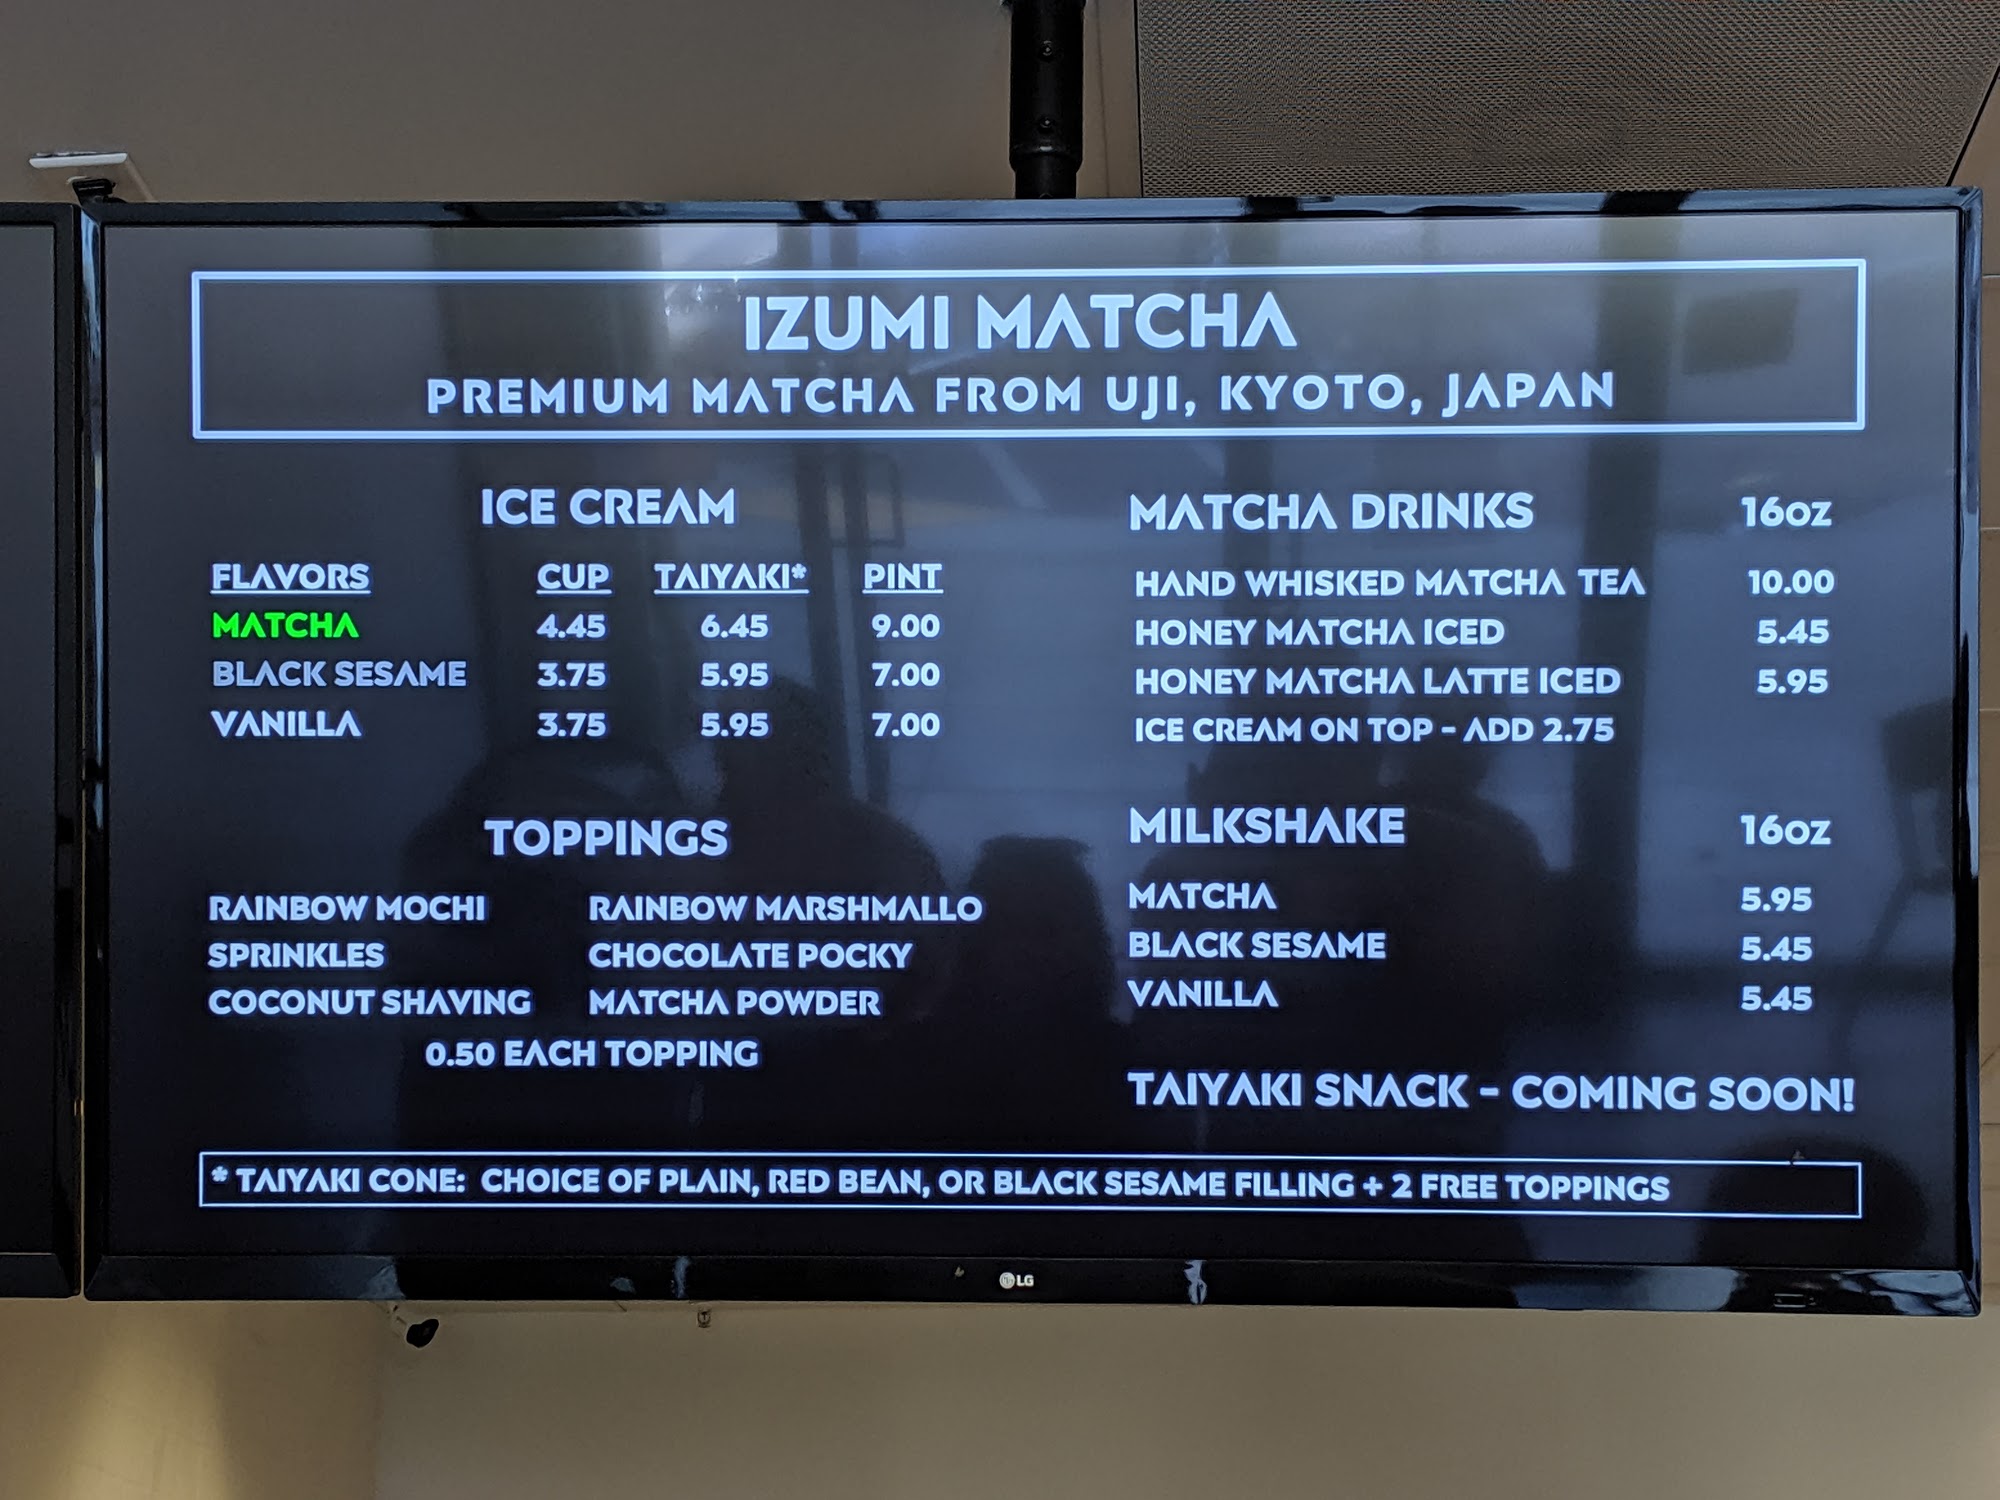 IZUMI MATCHA
PREMIUM MATCHA FROM UJI, KYOTO, JAPAN
ICE CREAM
FLAVORS CUP TAIYAKI* PINT
MATCHA 4.45 6.45 9.00
BLACK SESAME 3.75 5.95 7.00
VANILLA 3.75 5.95 7.00
TOPPINGS
RAINBOW MOCHI RAINBOW MARSHMALLO
SPRINKLES CHOCOLATE POCKY
COCONUT SHAVING MATCHA POWDER
0.50 EACH TOPPING
MATCHA DRINKS 16OZ
HAND WHISKED MATCHA TEA 10.00
HONEY MATCHA ICED 5.45
HONEY MATCHA LATTE ICED 5.95
ICE CREAM ON TOP - ADD 2.75
MILKSHAKE 16OZ
MATCHA 5.95
BLACK SESAME 5.45
VANILLA 5.45
TAIYAKI SNACK - COMING SOON!
* TAIYAKI CONE: CHOICE OF PLAIN, RED BEAN, OR BLACK SESAME FILLING + 2 FREE TOPPINGS
LG